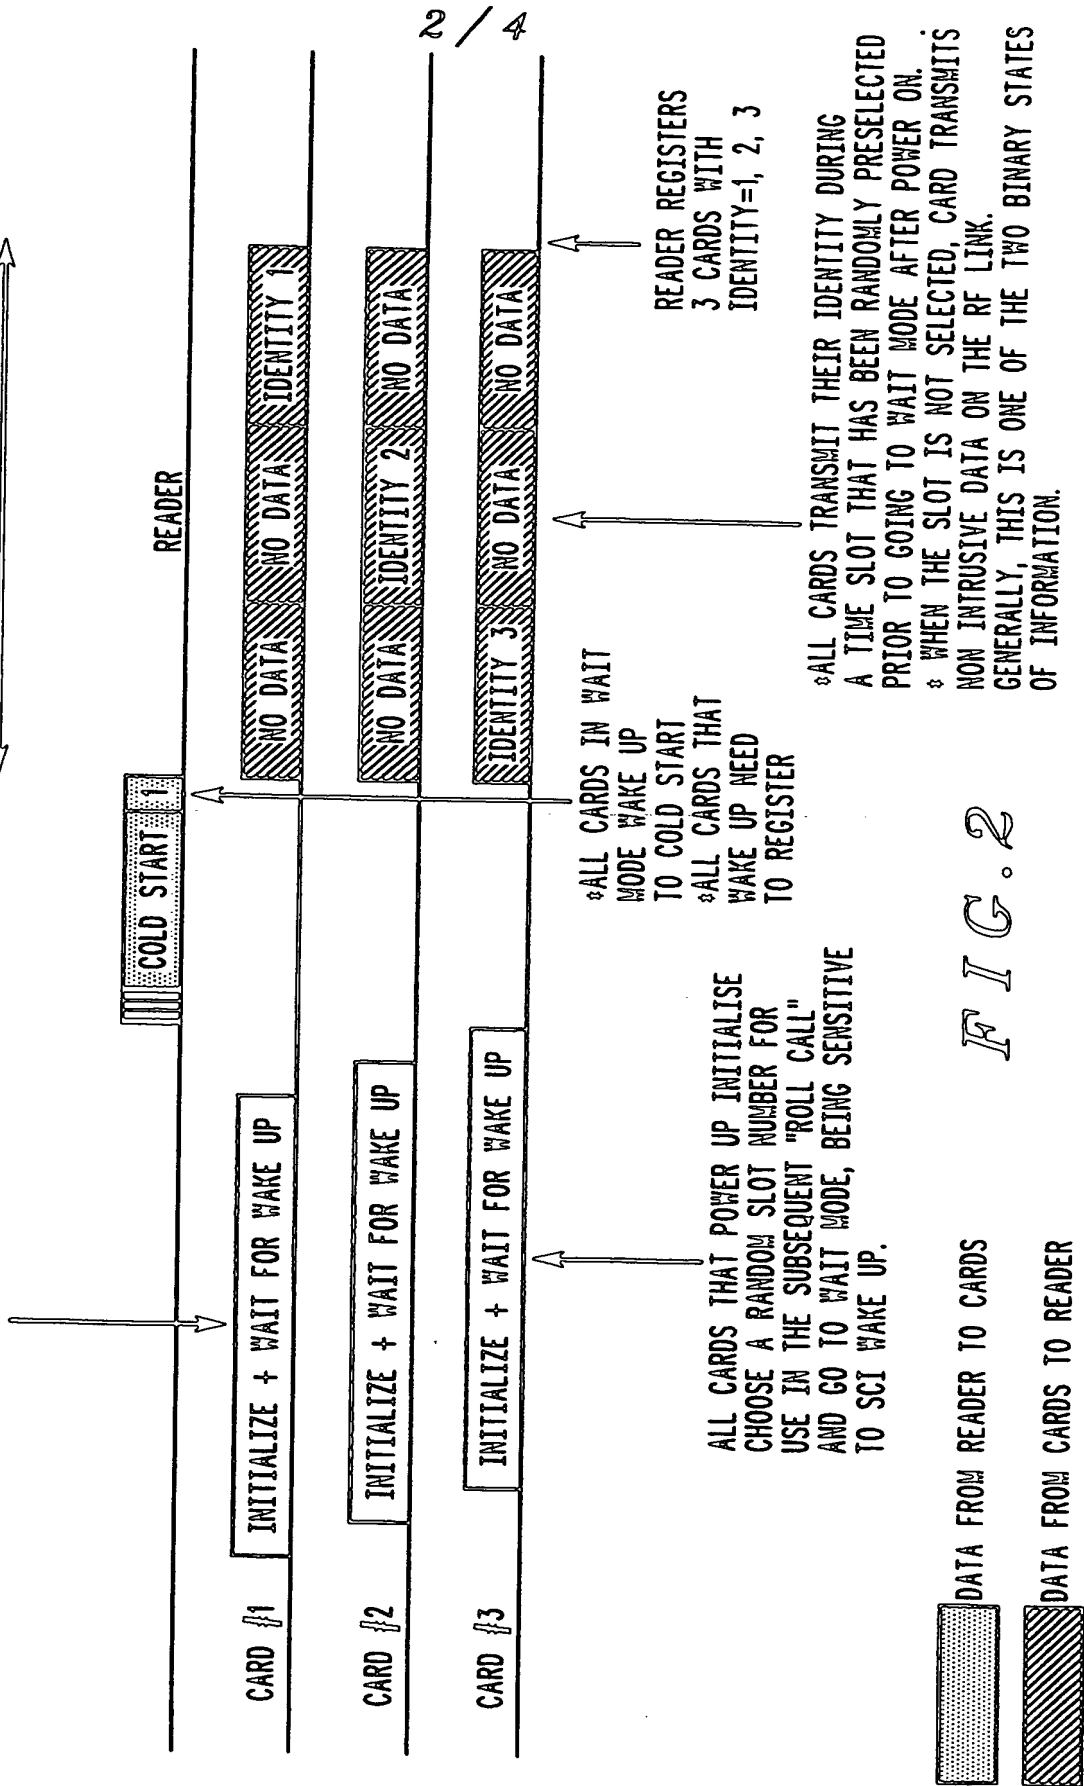 2/4
READER
COLD START 1
CARD #1
INITIALIZE + WAIT FOR WAKE UP
NO DATA
NO DATA
IDENTITY 1
CARD #2
INITIALIZE + WAIT FOR WAKE UP
NO DATA
IDENTITY 2
NO DATA
CARD #3
INITIALIZE + WAIT FOR WAKE UP
IDENTITY 3
NO DATA
NO DATA
ALL CARDS THAT POWER UP INITIALISE
CHOOSE A RANDOM SLOT NUMBER FOR
USE IN THE SUBSEQUENT "ROLL CALL"
AND GO TO WAIT MODE, BEING SENSITIVE
TO SCI WAKE UP.
*ALL CARDS IN WAIT
MODE WAKE UP
TO COLD START
*ALL CARDS THAT
WAKE UP NEED
TO REGISTER
READER REGISTERS
3 CARDS WITH
IDENTITY=1, 2, 3
*ALL CARDS TRANSMIT THEIR IDENTITY DURING
A TIME SLOT THAT HAS BEEN RANDOMLY PRESELECTED
PRIOR TO GOING TO WAIT MODE AFTER POWER ON.
* WHEN THE SLOT IS NOT SELECTED, CARD TRANSMITS
NON INTRUSIVE DATA ON THE RF LINK.
GENERALLY, THIS IS ONE OF THE TWO BINARY STATES
OF INFORMATION.
DATA FROM READER TO CARDS
DATA FROM CARDS TO READER
FIG.2